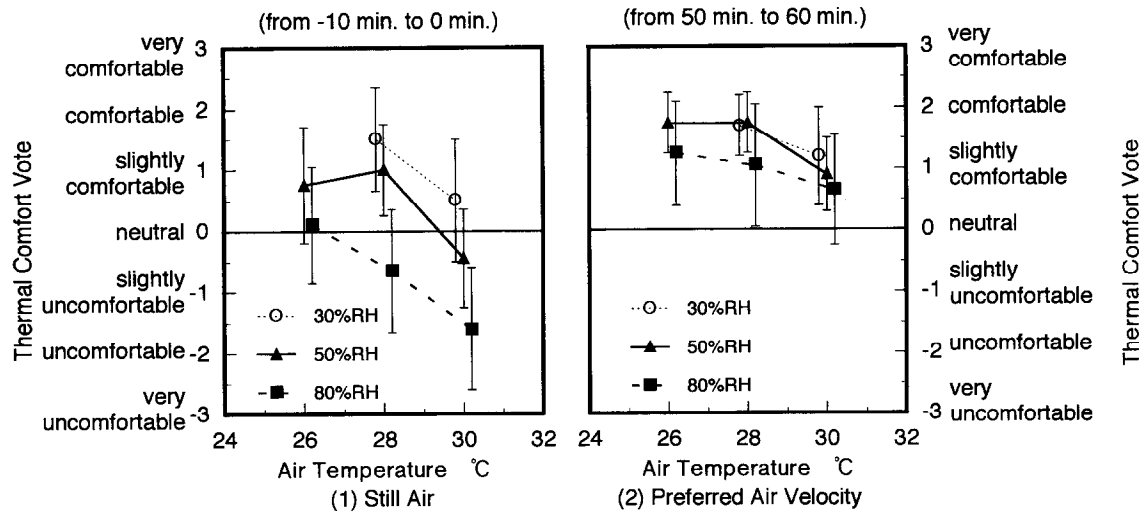 (from -10 min. to 0 min.)
(from 50 min. to 60 min.)
Thermal Comfort Vote
very
comfortable
comfortable
slightly
comfortable
neutral
slightly
uncomfortable
uncomfortable
very
uncomfortable
3
2
1
0
-1
-2
-3
30%RH
50%RH
80%RH
24
26
28
30
32
Air Temperature °C
(1) Still Air
30%RH
50%RH
80%RH
24
26
28
30
32
Air Temperature °C
(2) Preferred Air Velocity
3
2
1
0
-1
-2
-3
very
comfortable
comfortable
slightly
comfortable
neutral
slightly
uncomfortable
uncomfortable
very
uncomfortable
Thermal Comfort Vote